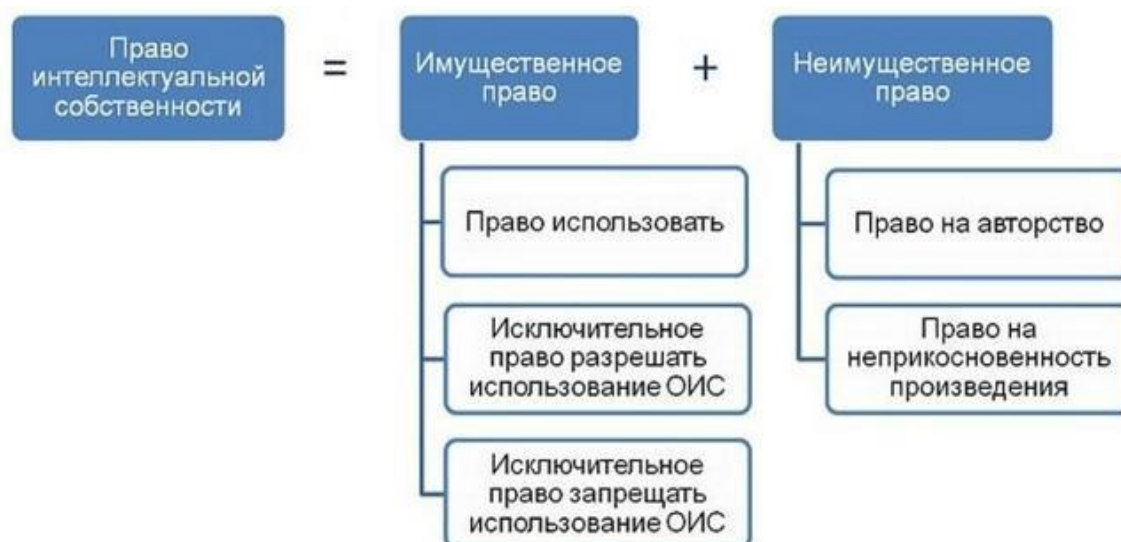 Право
интеллектуальной
собственности
=
Имущественное
право
+
Неимущественное
право
Право использовать
Исключительное
право разрешать
использование ОИС
Исключительное
право запрещать
использование ОИС
Право на авторство
Право на
неприкосновенность
произведения